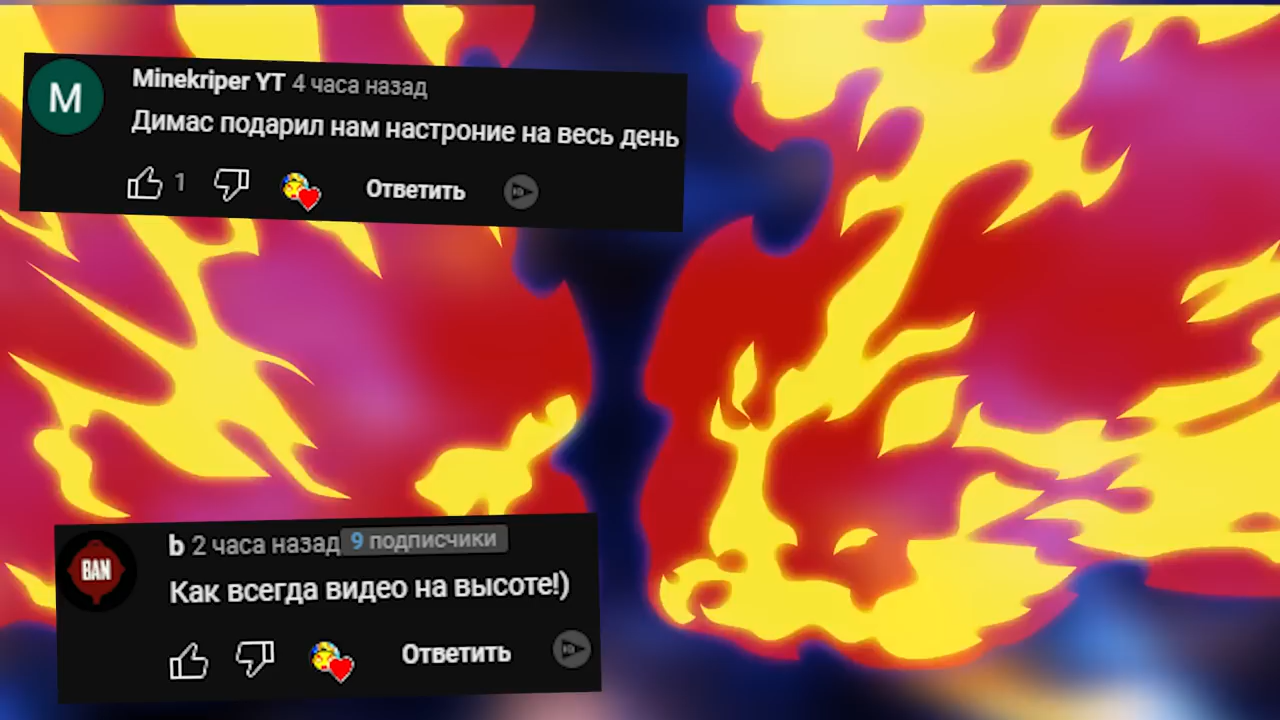 M
Minekriper YT 4 часа назад
Димас подарил нам настроние на весь день
1
Ответить
BAN
b 2 часа назад 9 подписчики
Как всегда видео на высоте!)
Ответить